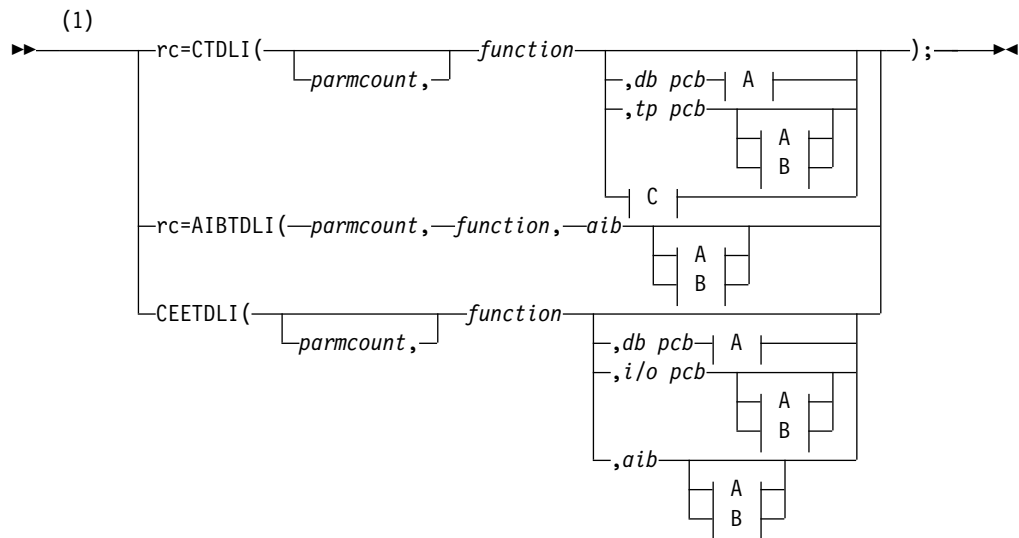 (1)
rc=CTDLI( parmcount, function ,db pcb A );
,tp pcb A
B
C
rc=AIBTDLI( parmcount, function, aib A
B
CEETDLI( parmcount, function ,db pcb A
,i/o pcb A
B
,aib A
B